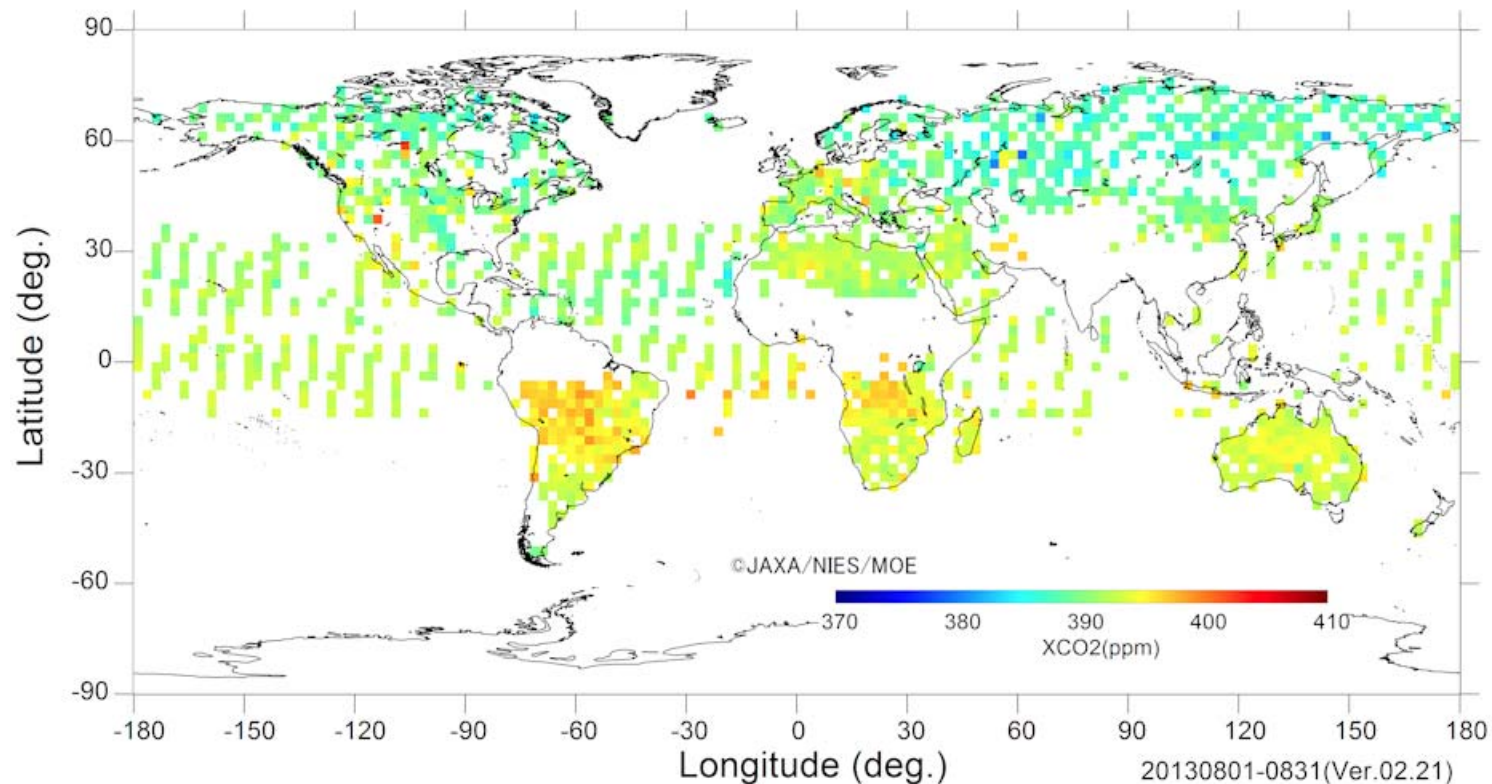 90
60
30
0
-30
-60
-90
Latitude (deg.)
©JAXA/NIES/MOE
370 380 390 400 410
XCO2(ppm)
-180 -150 -120 -90 -60 -30 0 30 60 90 120 150 180
Longitude (deg.)
20130801-0831(Ver.02.21)